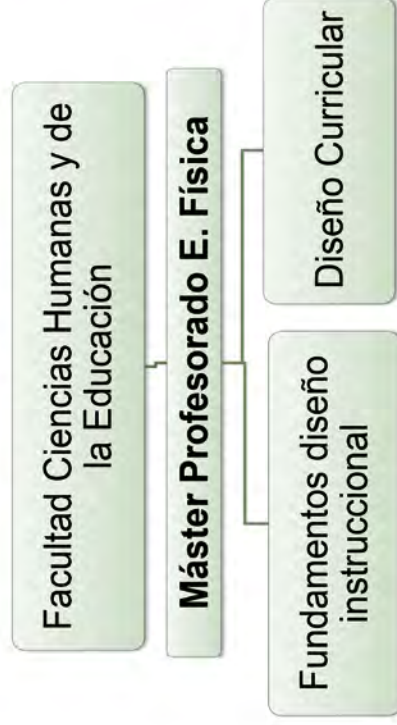 Facultad Ciencias Humanas y de
la Educación
Máster Profesorado E. Física
Fundamentos diseño
instruccional
Diseño Curricular